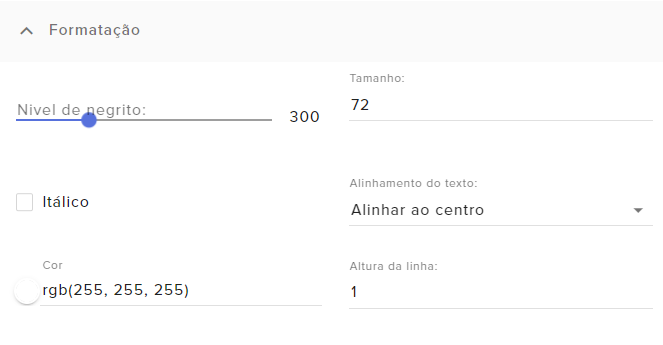 Formatação
Nivel de negrito:
300
Tamanho:
72
Itálico
Alinhamento do texto:
Alinhar ao centro
Cor
rgb(255, 255, 255)
Altura da linha:
1